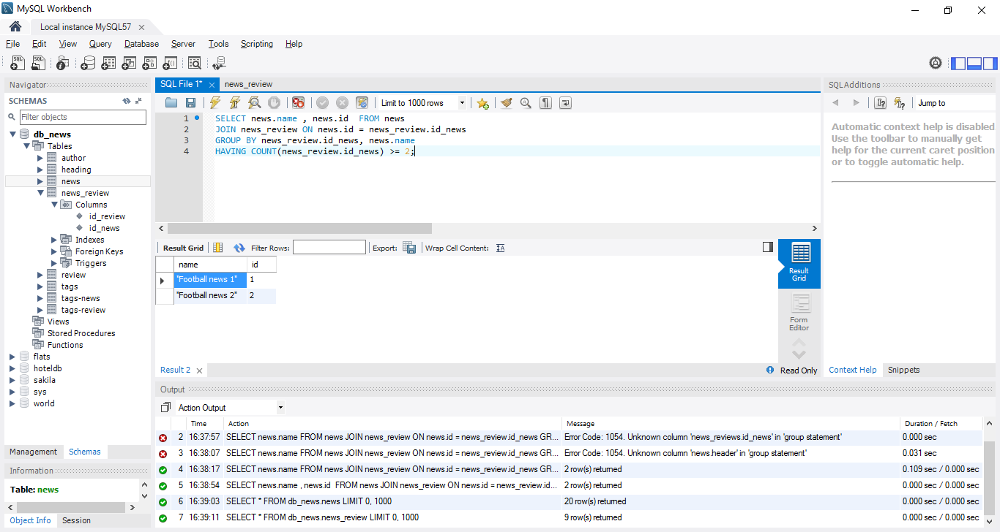 MySQL Workbench
Local instance MySQL57
File Edit View Query Database Server Tools Scripting Help
Navigator
SCHEMAS
Filter objects
db_news
Tables
author
heading
news
news_review
Columns
id_review
id_news
Indexes
Foreign Keys
Triggers
review
tags
tags-news
tags-review
Views
Stored Procedures
Functions
flats
hoteldb
sakila
sys
world
Management Schemas
Information
Table: news
Object Info Session
SQL File 1* news_review
Limit to 1000 rows
1 SELECT news.name , news.id  FROM news
2 JOIN news_review ON news.id = news_review.id_news
3 GROUP BY news_review.id_news, news.name
4 HAVING COUNT(news_review.id_news) >= 2;
Result Grid Filter Rows: Export: Wrap Cell Content:
name id
"Football news 1" 1
"Football news 2" 2
Result Grid
Form Editor
Result 2 Read Only
SQLAdditions
Jump to
Automatic context help is disabled.
Use the toolbar to manually get
help for the current caret position
or to toggle automatic help.
Context Help Snippets
Output
Action Output
Time Action Message Duration / Fetch
2 16:37:57 SELECT news.name FROM news JOIN news_review ON news.id = news_review.id_news GR... Error Code: 1054. Unknown column 'news_reviews.id_news' in 'group statement' 0.000 sec
3 16:38:07 SELECT news.name FROM news JOIN news_review ON news.id = news_review.id_news GR... Error Code: 1054. Unknown column 'news.header' in 'group statement' 0.031 sec
4 16:38:17 SELECT news.name FROM news JOIN news_review ON news.id = news_review.id_news GR... 2 row(s) returned 0.109 sec / 0.000 sec
5 16:38:54 SELECT news.name , news.id  FROM news JOIN news_review ON news.id = news_review.id... 2 row(s) returned 0.000 sec / 0.000 sec
6 16:39:03 SELECT * FROM db_news.news LIMIT 0, 1000 20 row(s) returned 0.000 sec / 0.000 sec
7 16:39:11 SELECT * FROM db_news.news_review LIMIT 0, 1000 9 row(s) returned 0.000 sec / 0.000 sec